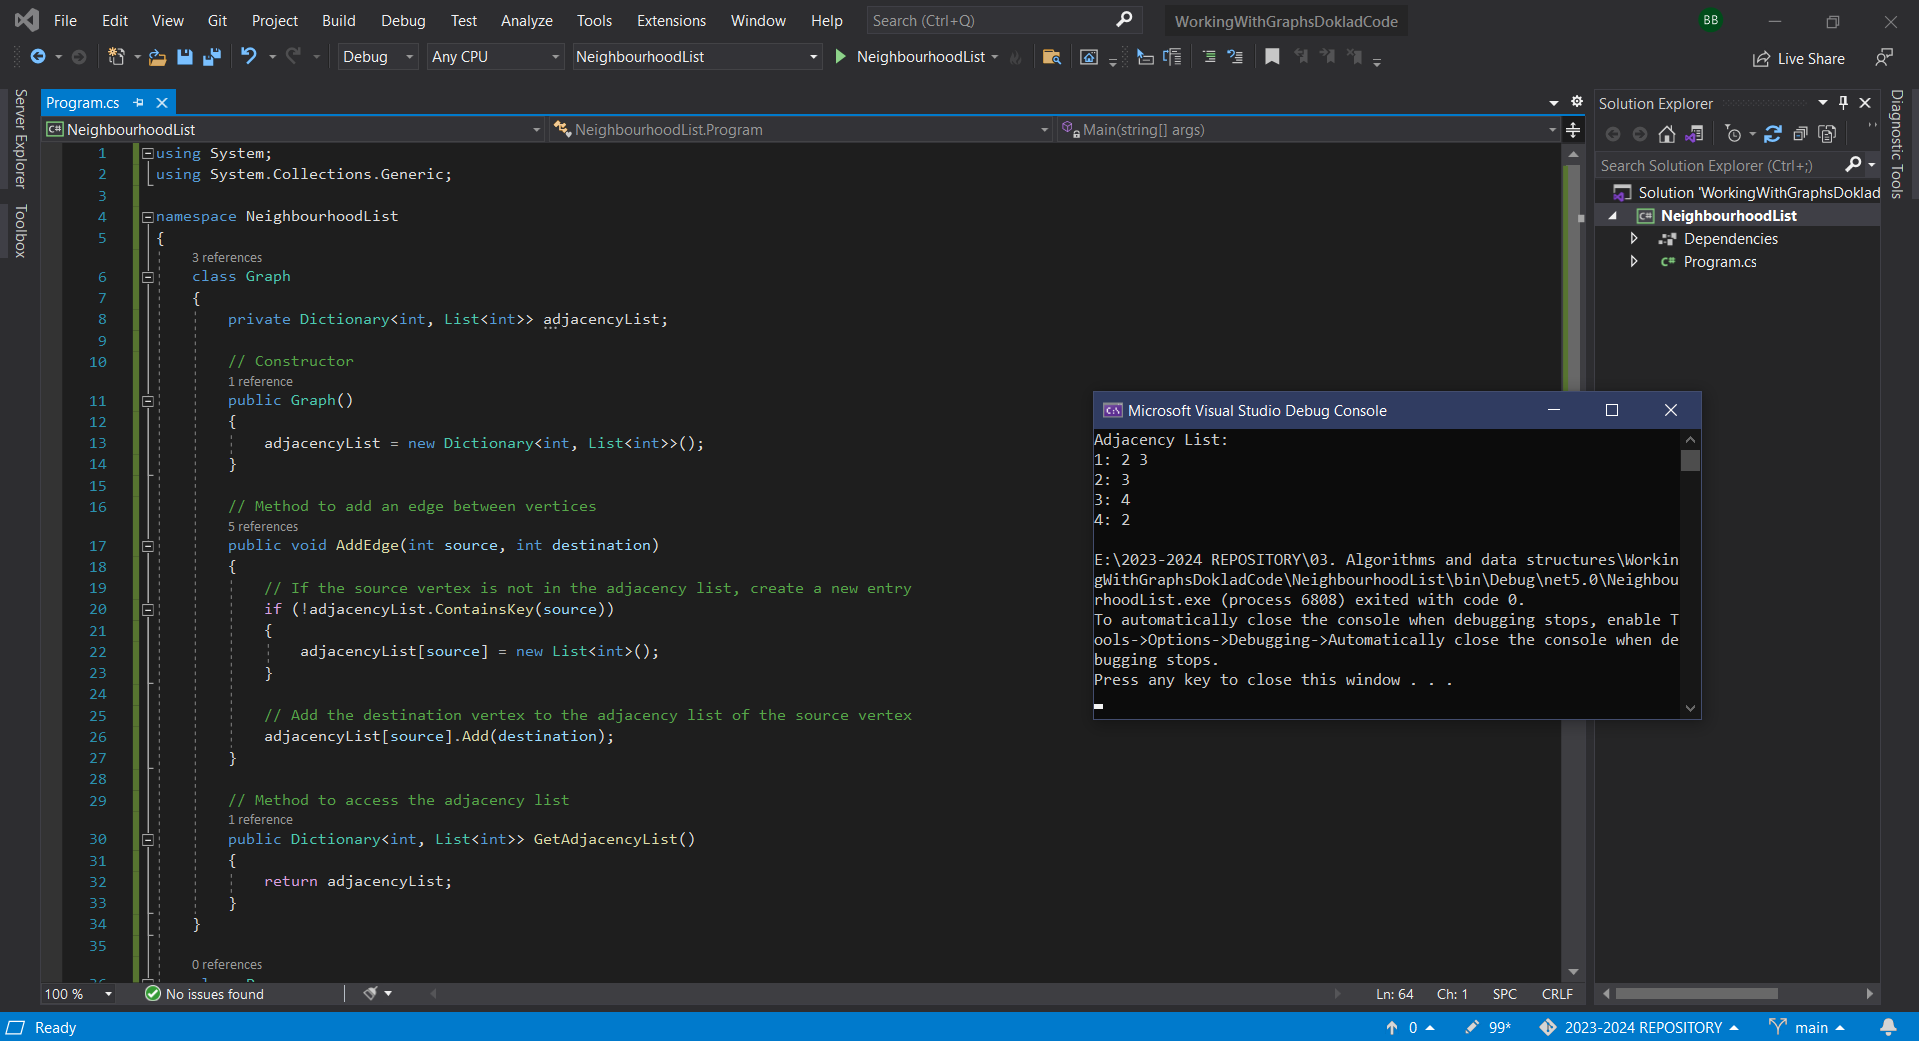 File Edit View Git Project Build Debug Test Analyze Tools Extensions Window Help Search (Ctrl+Q) WorkingWithGraphsDokladCode BB
Debug Any CPU NeighbourhoodList NeighbourhoodList Live Share
Server Explorer
Toolbox
Program.cs
NeighbourhoodList NeighbourhoodList.Program Main(string[] args)
1 using System;
2 using System.Collections.Generic;
3
4 namespace NeighbourhoodList
5 {
3 references
6 class Graph
7 {
8 private Dictionary<int, List<int>> adjacencyList;
9
10 // Constructor
1 reference
11 public Graph()
12 {
13 adjacencyList = new Dictionary<int, List<int>>();
14 }
15
16 // Method to add an edge between vertices
5 references
17 public void AddEdge(int source, int destination)
18 {
19 // If the source vertex is not in the adjacency list, create a new entry
20 if (!adjacencyList.ContainsKey(source))
21 {
22 adjacencyList[source] = new List<int>();
23 }
24
25 // Add the destination vertex to the adjacency list of the source vertex
26 adjacencyList[source].Add(destination);
27 }
28
29 // Method to access the adjacency list
1 reference
30 public Dictionary<int, List<int>> GetAdjacencyList()
31 {
32 return adjacencyList;
33 }
34 }
35
0 references
Microsoft Visual Studio Debug Console
Adjacency List:
1: 2 3
2: 3
3: 4
4: 2
E:\2023-2024 REPOSITORY\03. Algorithms and data structures\Workin
gWithGraphsDokladCode\NeighbourhoodList\bin\Debug\net5.0\Neighbou
rhoodList.exe (process 6808) exited with code 0.
To automatically close the console when debugging stops, enable T
ools->Options->Debugging->Automatically close the console when de
bugging stops.
Press any key to close this window . . .
Solution Explorer
Search Solution Explorer (Ctrl+;)
Solution 'WorkingWithGraphsDoklad
C# NeighbourhoodList
Dependencies
C# Program.cs
Diagnostic Tools
100 % No issues found Ln: 64 Ch: 1 SPC CRLF
Ready 0 99* 2023-2024 REPOSITORY main